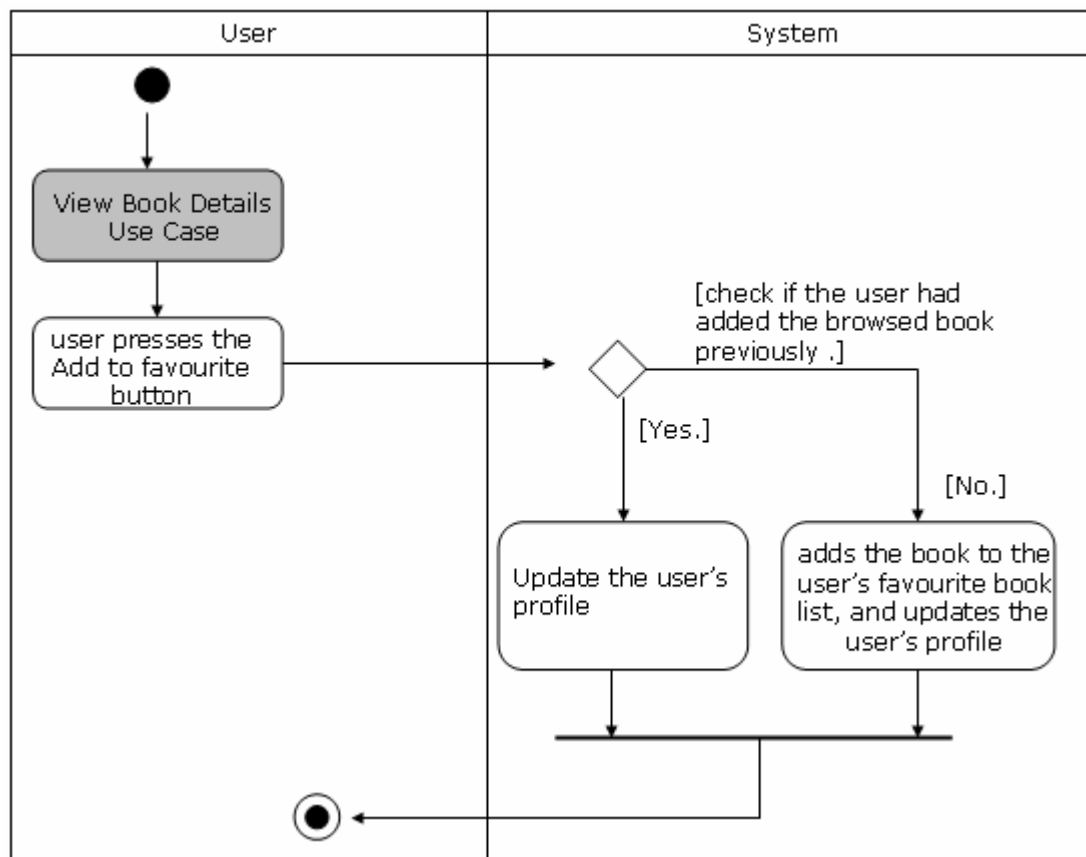 User
System
View Book Details
Use Case
user presses the
Add to favourite
button
[check if the user had
added the browsed book
previously .]
[Yes.]
[No.]
Update the user’s
profile
adds the book to the
user’s favourite book
list, and updates the
user’s profile